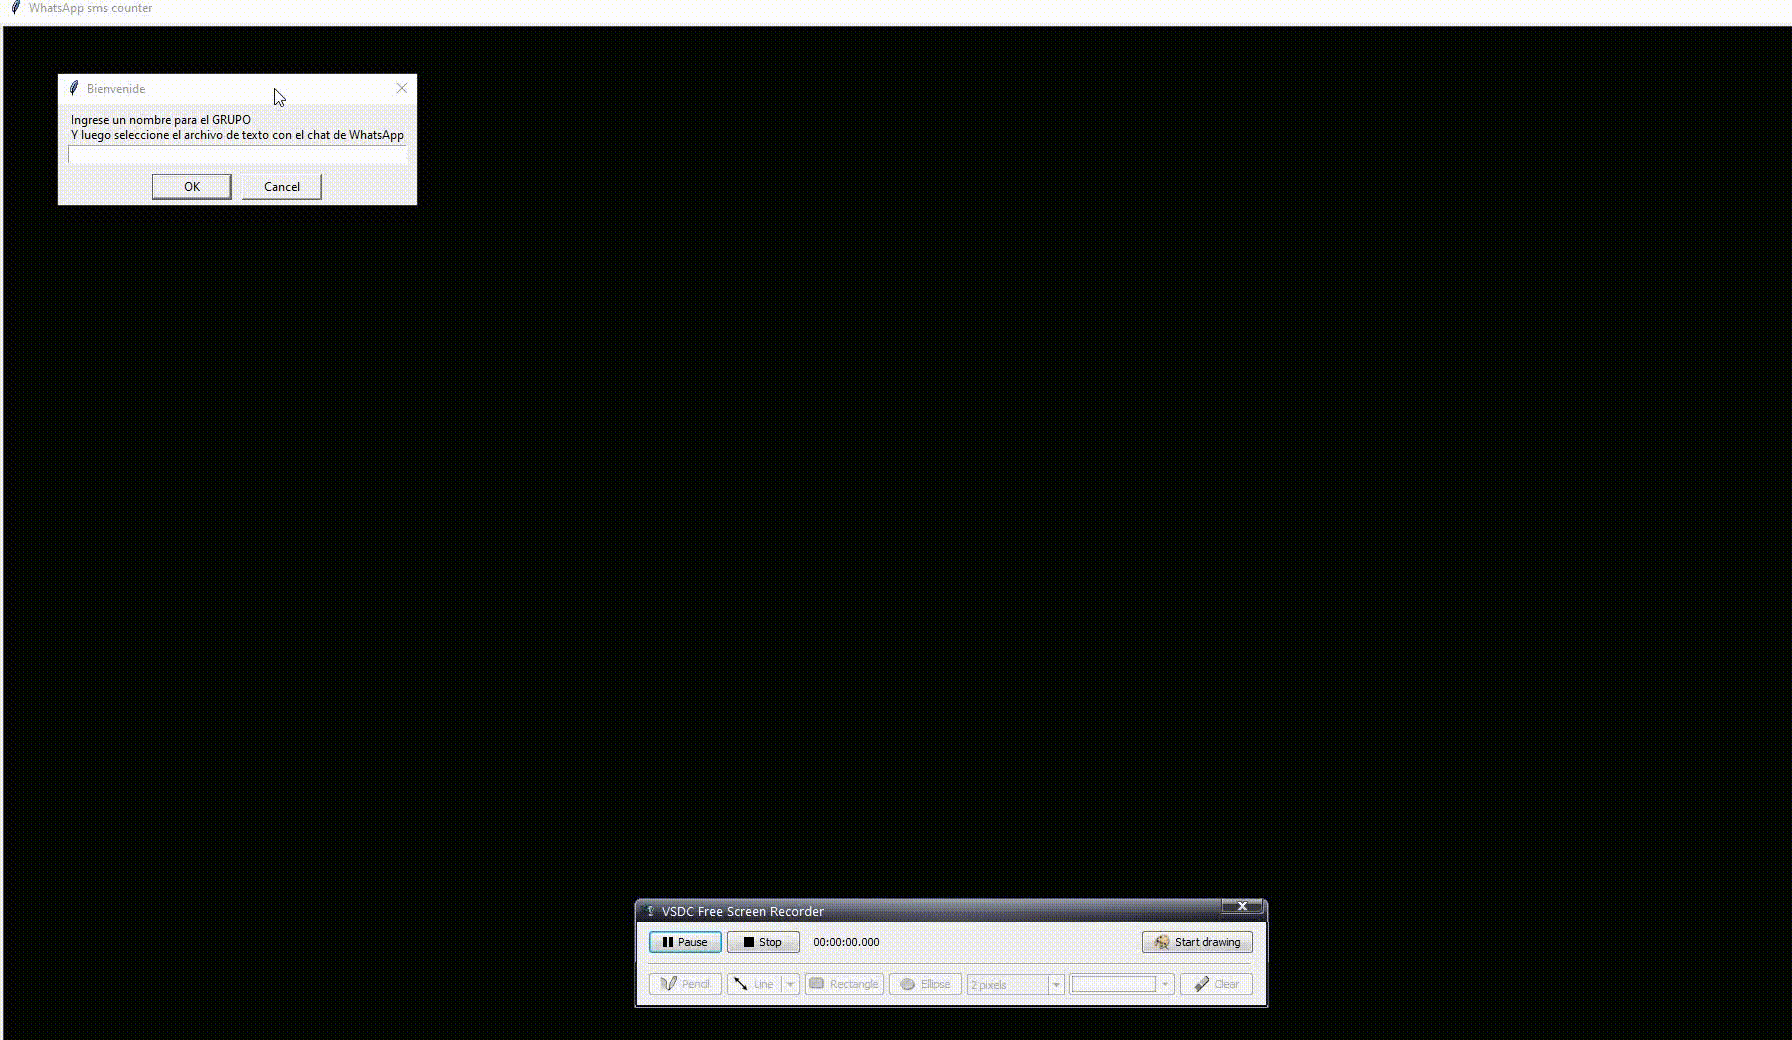 WhatsApp sms counter
Bienvenide
Ingrese un nombre para el GRUPO
Y luego seleccione el archivo de texto con el chat de WhatsApp
OK Cancel
VSDC Free Screen Recorder
Pause Stop 00:00:00.000 Start drawing
Pencil Line Rectangle Ellipse 2 pixels Clear